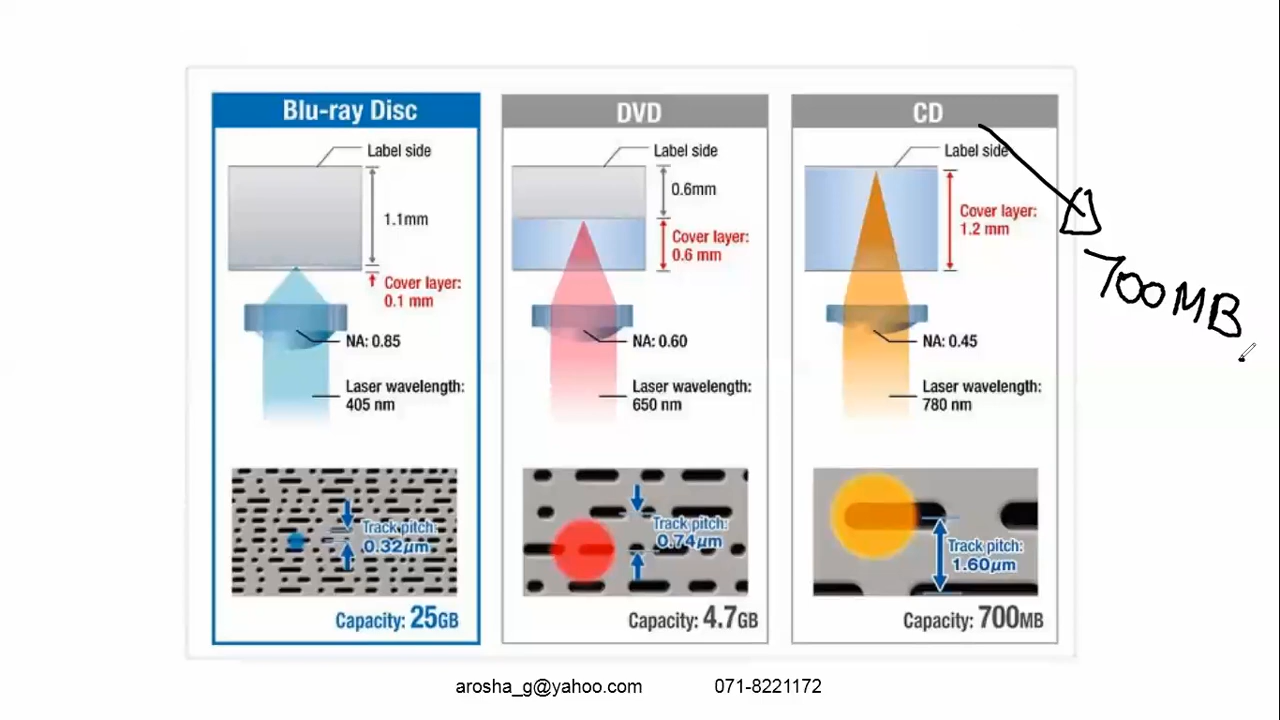 Blu-ray Disc
Label side
1.1mm
Cover layer:
0.1 mm
NA: 0.85
Laser wavelength:
405 nm
Track pitch:
0.32μm
Capacity: 25GB
DVD
Label side
0.6mm
Cover layer:
0.6 mm
NA: 0.60
Laser wavelength:
650 nm
Track pitch:
0.74μm
Capacity: 4.7GB
CD
Label side
Cover layer:
1.2 mm
NA: 0.45
Laser wavelength:
780 nm
Track pitch:
1.60μm
Capacity: 700MB
700MB
arosha_g@yahoo.com 071-8221172